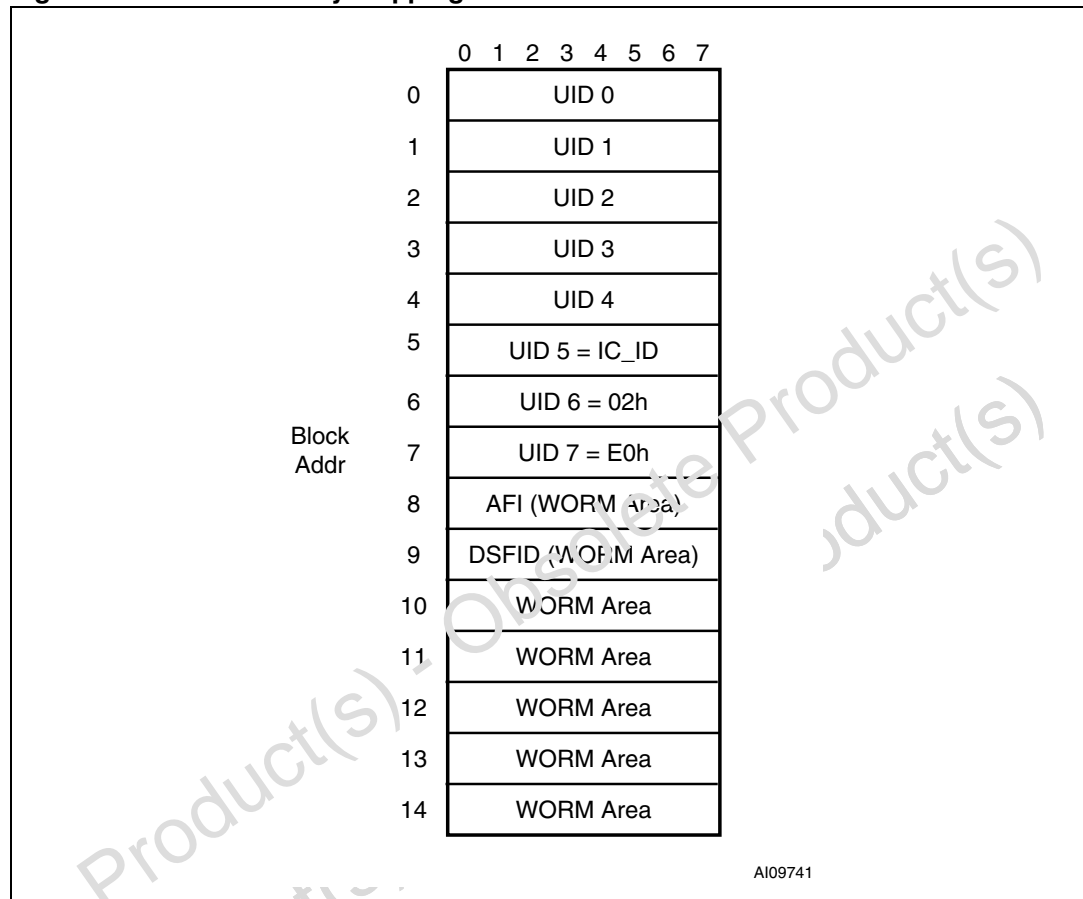 0 1 2 3 4 5 6 7
0 UID 0
1 UID 1
2 UID 2
3 UID 3
4 UID 4
5 UID 5 = IC_ID
6 UID 6 = 02h
Block
Addr
7 UID 7 = E0h
8 AFI (WORM Area)
9 DSFID (WORM Area)
10 WORM Area
11 WORM Area
12 WORM Area
13 WORM Area
14 WORM Area
AI09741
Product(s) - Obsolete Product(s)